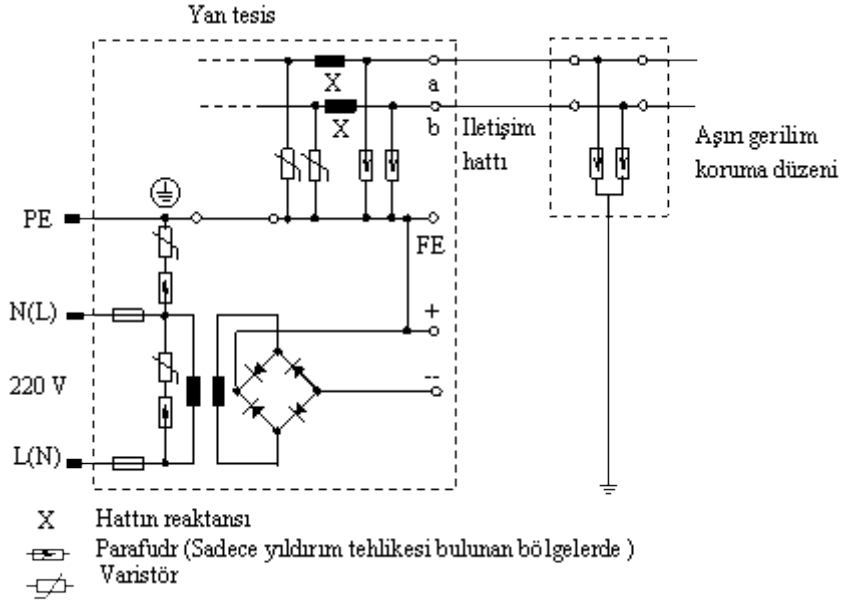 Yan tesis
X
a
X
b
Iletişim
hattı
Aşırı gerilim
koruma düzeni
PE
FE
N(L)
+
220 V
--
L(N)
X Hattın reaktansı
Parafudr (Sadece yıldırım tehlikesi bulunan bölgelerde )
Varistör